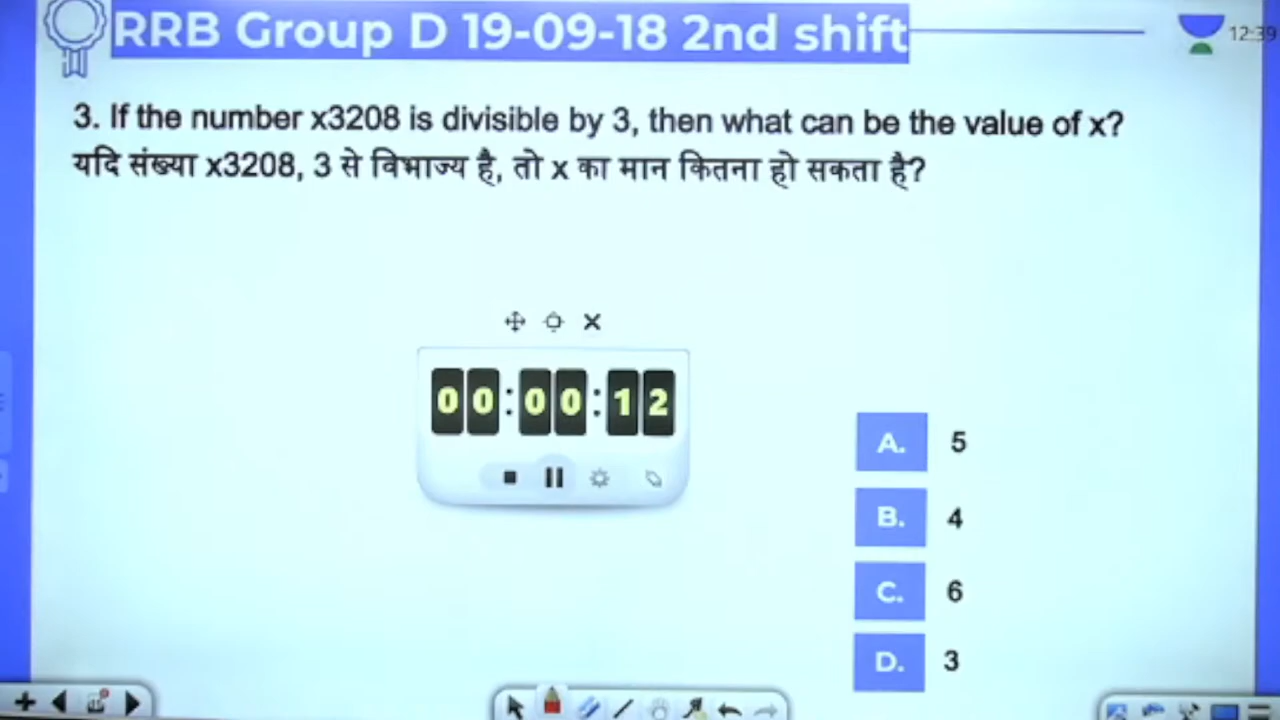 RRB Group D 19-09-18 2nd shift
12:39
3. If the number x3208 is divisible by 3, then what can be the value of x?
यदि संख्या x3208, 3 से विभाज्य है, तो x का मान कितना हो सकता है?
00:00:12
A. 5
B. 4
C. 6
D. 3